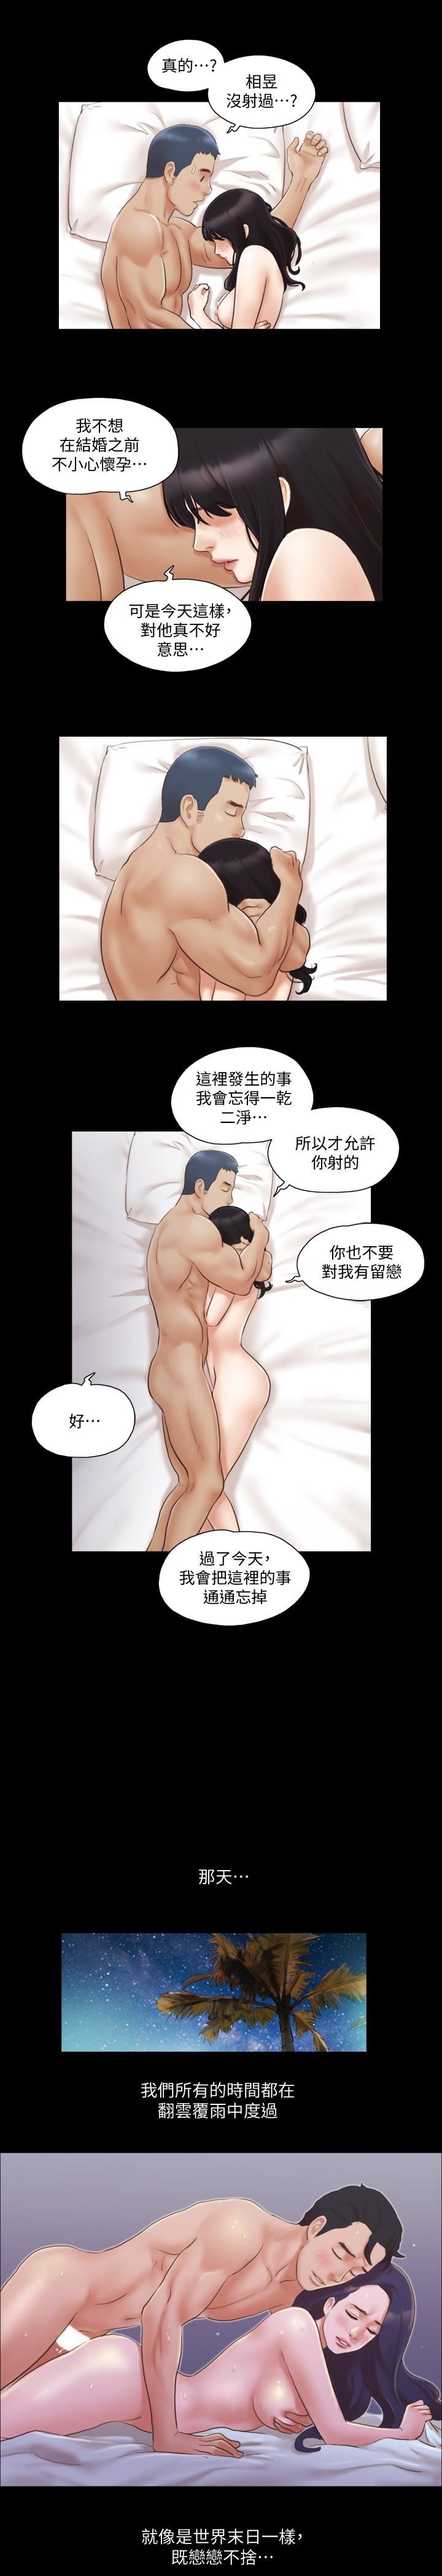 真的…?
相昱
沒射過…?
我不想
在結婚之前
不小心懷孕…
可是今天這樣,
對他真不好
意思…
這裡發生的事
我會忘得一乾
二淨…
所以才允許
你射的
你也不要
對我有留戀
好…
過了今天,
我會把這裡的事
通通忘掉
那天…
我們所有的時間都在
翻雲覆雨中度過
就像是世界末日一樣,
既戀戀不捨…